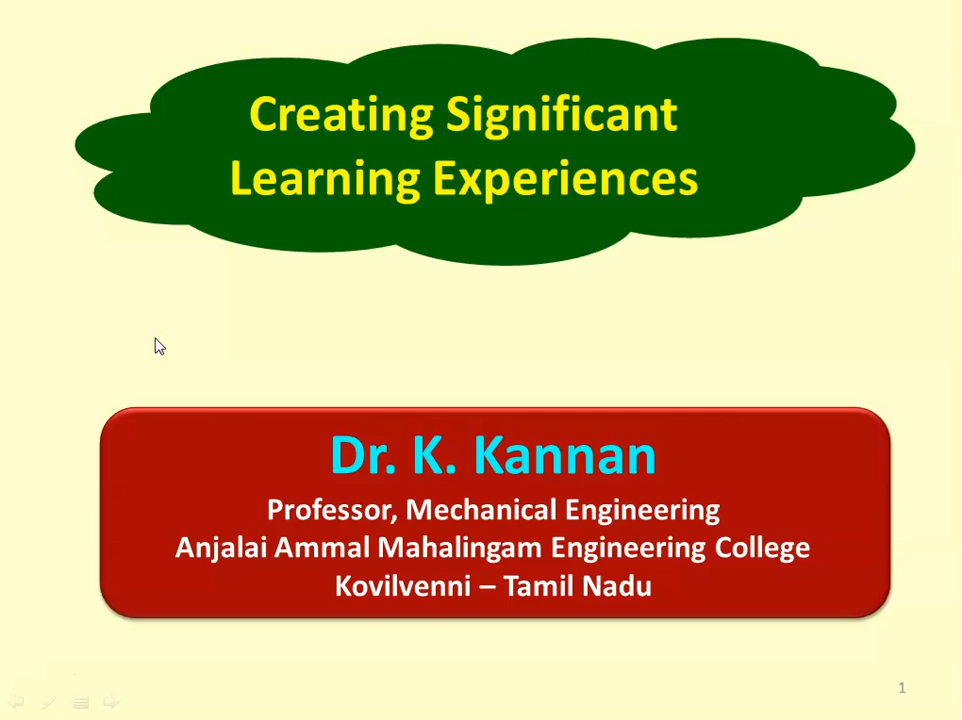 Creating Significant
Learning Experiences
Dr. K. Kannan
Professor, Mechanical Engineering
Anjalai Ammal Mahalingam Engineering College
Kovilvenni – Tamil Nadu
1